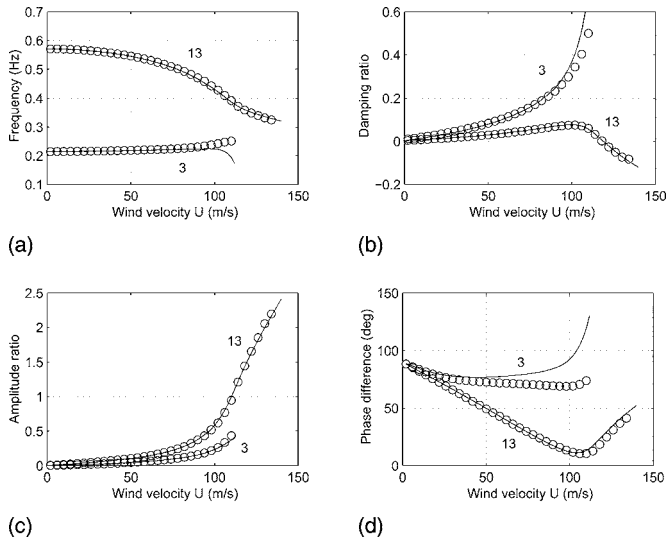 0.7
0.6
0.5
0.4
0.3
0.2
0.1
Frequency (Hz)
13
3
0 50 100 150
Wind velocity U (m/s)
(a)
0.6
0.4
0.2
0
−0.2
Damping ratio
3
13
0 50 100 150
Wind velocity U (m/s)
(b)
2.5
2
1.5
1
0.5
0
Amplitude ratio
13
3
0 50 100 150
Wind velocity U (m/s)
(c)
150
100
50
0
Phase difference (deg)
3
13
0 50 100 150
Wind velocity U (m/s)
(d)